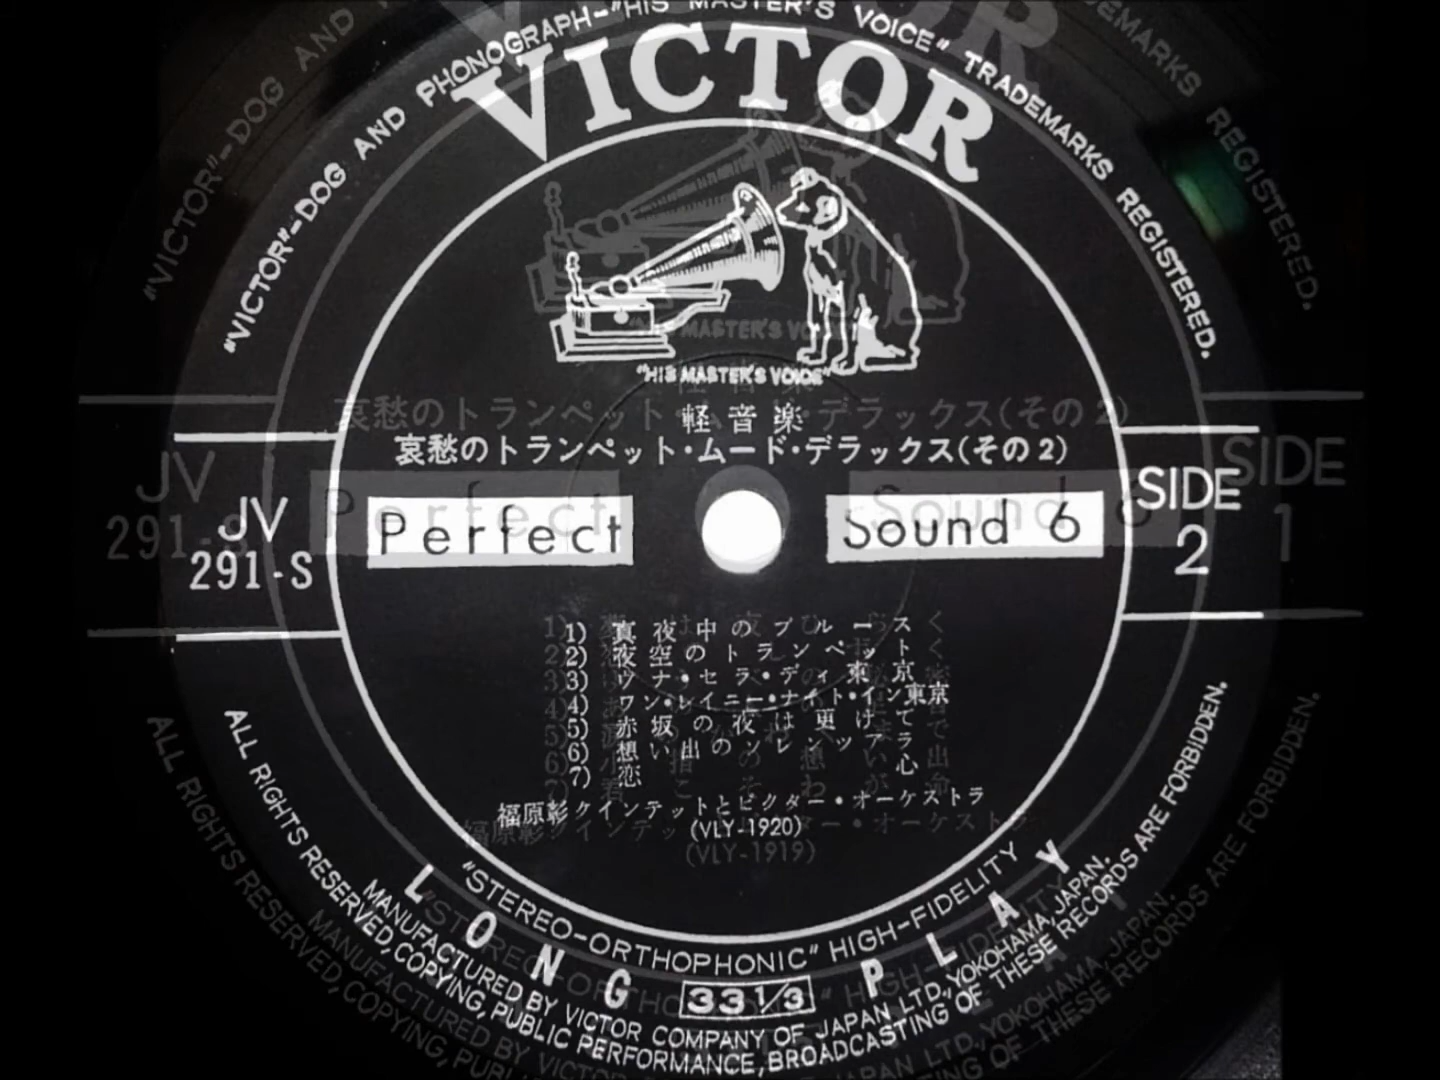 "VICTOR"-DOG AND PHONOGRAPH-"HIS MASTER'S VOICE" TRADEMARKS REGISTERED.
VICTOR
"HIS MASTER'S VOICE"
軽音楽
哀愁のトランペット・ムード・デラックス(その2)
JV
291-S
Perfect
Sound 6
SIDE
2
SIDE
1
1) 真夜中のブルース
2) 夜空のトランペット
3) ウナ・セラ・ディ東京
4) ワン・レイニー・ナイト・イン東京
5) 赤坂の夜は更けて
6) 想い出のソレンツァラ
7) 恋心
福原彰クインテットとビクター・オーケストラ
(VLY-1920)
(VLY-1919)
"STEREO-ORTHOPHONIC" HIGH-FIDELITY
LONG 33 1/3 PLAY
MANUFACTURED BY VICTOR COMPANY OF JAPAN LTD., YOKOHAMA, JAPAN.
ALL RIGHTS RESERVED, COPYING, PUBLIC PERFORMANCE, BROADCASTING OF THESE RECORDS ARE FORBIDDEN.